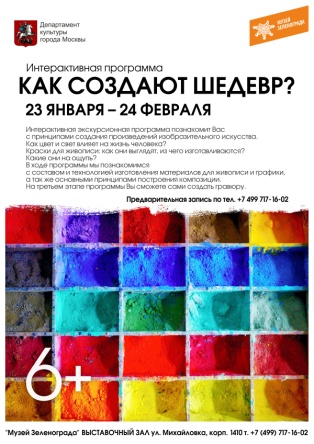 Департамент
культуры
города Москвы
МУЗЕЙ
ЗЕЛЕНОГРАДА
Интерактивная программа
КАК СОЗДАЮТ ШЕДЕВР?
23 ЯНВАРЯ – 24 ФЕВРАЛЯ
Интерактивная экскурсионная программа познакомит Вас
с принципами создания произведений изобразительного искусства.
Как цвет и свет влияет на жизнь человека?
Краски для живописи: как они выглядят, из чего изготавливаются?
Какие они на ощупь?
В ходе программы мы познакомимся
с составом и технологией изготовления материалов для живописи и графики,
а так же основными принципами построения композиции.
На третьем этапе программы Вы сможете сами создать гравюру.
Предварительная запись по тел. +7 499 717-16-02
6+
"Музей Зеленограда" ВЫСТАВОЧНЫЙ ЗАЛ ул. Михайловка, корп. 1410 т. +7 (499) 717-16-02